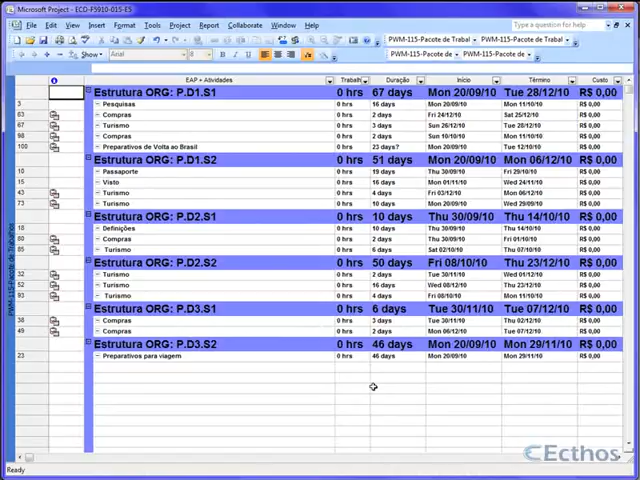 Microsoft Project - ECD-F5910-015-ES
File Edit View Insert Format Tools Project Report Collaborate Window Help
Type a question for help
Show Arial 8 PWM-115-Pacote de Trabal PWM-115-Pacote de Trabal
PWM-115-Pacote de PWM-115-Pacote de
EAP + Atividades Trabalh Duração Início Término Custo
Estrutura ORG: P.D1.S1 0 hrs 67 days Mon 20/09/10 Tue 28/12/10 R$ 0,00
3 Pesquisas 0 hrs 16 days Mon 20/09/10 Mon 11/10/10 R$ 0,00
63 Compras 0 hrs 2 days Fri 24/12/10 Sat 25/12/10 R$ 0,00
67 Turismo 0 hrs 3 days Sun 26/12/10 Tue 28/12/10 R$ 0,00
98 Compras 0 hrs 2 days Sun 10/10/10 Mon 11/10/10 R$ 0,00
100 Preparativos de Volta ao Brasil 0 hrs 23 days? Mon 20/09/10 Tue 12/10/10 R$ 0,00
Estrutura ORG: P.D1.S2 0 hrs 51 days Mon 20/09/10 Mon 06/12/10 R$ 0,00
10 Passaporte 0 hrs 19 days Thu 30/09/10 Fri 29/10/10 R$ 0,00
15 Visto 0 hrs 16 days Mon 01/11/10 Wed 24/11/10 R$ 0,00
43 Turismo 0 hrs 4 days Fri 03/12/10 Mon 06/12/10 R$ 0,00
73 Turismo 0 hrs 2 days Mon 20/09/10 Tue 21/09/10 R$ 0,00
Estrutura ORG: P.D2.S1 0 hrs 10 days Thu 30/09/10 Thu 14/10/10 R$ 0,00
18 Definições 0 hrs 10 days Thu 30/09/10 Thu 14/10/10 R$ 0,00
80 Compras 0 hrs 2 days Thu 30/09/10 Fri 01/10/10 R$ 0,00
85 Turismo 0 hrs 6 days Sat 02/10/10 Thu 07/10/10 R$ 0,00
Estrutura ORG: P.D2.S2 0 hrs 50 days Fri 08/10/10 Thu 23/12/10 R$ 0,00
32 Turismo 0 hrs 2 days Tue 30/11/10 Wed 01/12/10 R$ 0,00
52 Turismo 0 hrs 16 days Wed 08/12/10 Thu 23/12/10 R$ 0,00
93 Turismo 0 hrs 4 days Fri 08/10/10 Mon 11/10/10 R$ 0,00
Estrutura ORG: P.D3.S1 0 hrs 6 days Tue 30/11/10 Tue 07/12/10 R$ 0,00
38 Compras 0 hrs 3 days Tue 30/11/10 Thu 02/12/10 R$ 0,00
49 Compras 0 hrs 2 days Mon 06/12/10 Tue 07/12/10 R$ 0,00
Estrutura ORG: P.D3.S2 0 hrs 46 days Mon 20/09/10 Mon 29/11/10 R$ 0,00
23 Preparativos para viagem 0 hrs 46 days Mon 20/09/10 Mon 29/11/10 R$ 0,00
PWM-115-Pacote de Trabalhos
Ecthos
Ready